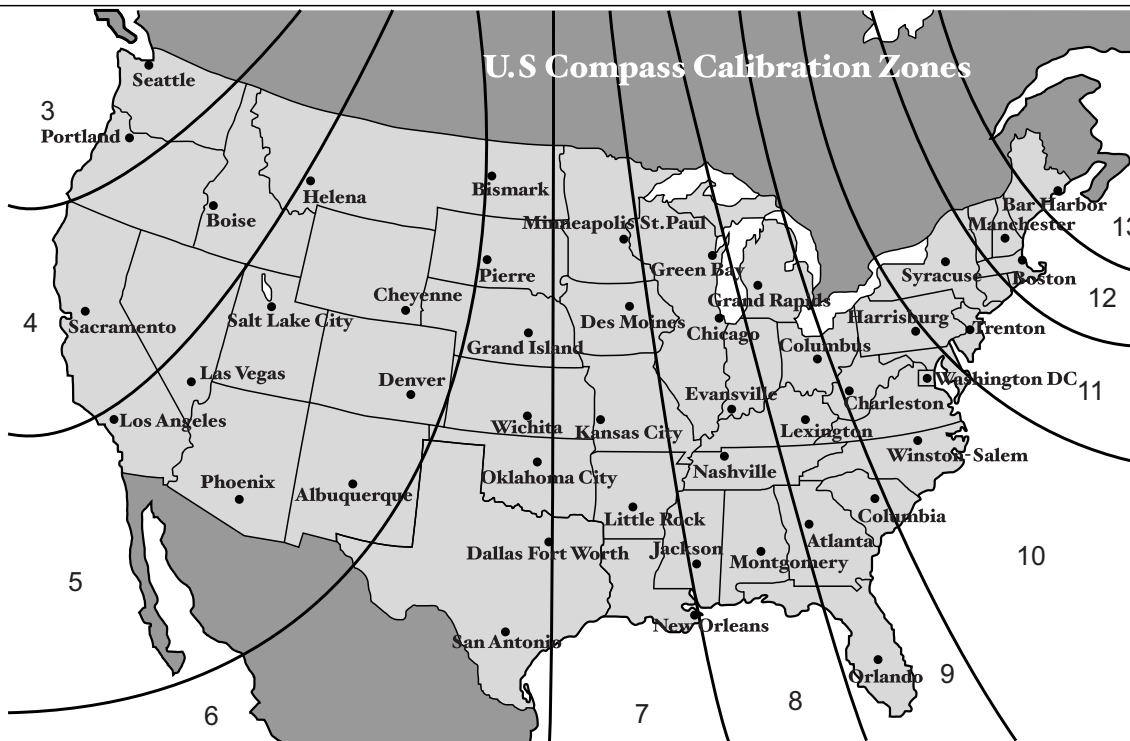 U.S Compass Calibration Zones
Seattle
3
Portland
Helena
Bismark
Boise
Bar Harbor
Minneapolis St.Paul
Manchester
13
Pierre
Green Bay
Syracuse
Boston
Cheyenne
Grand Rapids
12
4
Sacramento
Salt Lake City
Des Moines
Chicago
Harrisburg
Trenton
Grand Island
Columbus
Las Vegas
Denver
Washington DC
11
Evansville
Charleston
Los Angeles
Wichita
Kansas City
Lexington
Winston-Salem
Nashville
Oklahoma City
Phoenix
Albuquerque
Little Rock
Columbia
Atlanta
Dallas Fort Worth
Jackson
Montgomery
10
5
New Orleans
San Antonio
Orlando
9
8
7
6